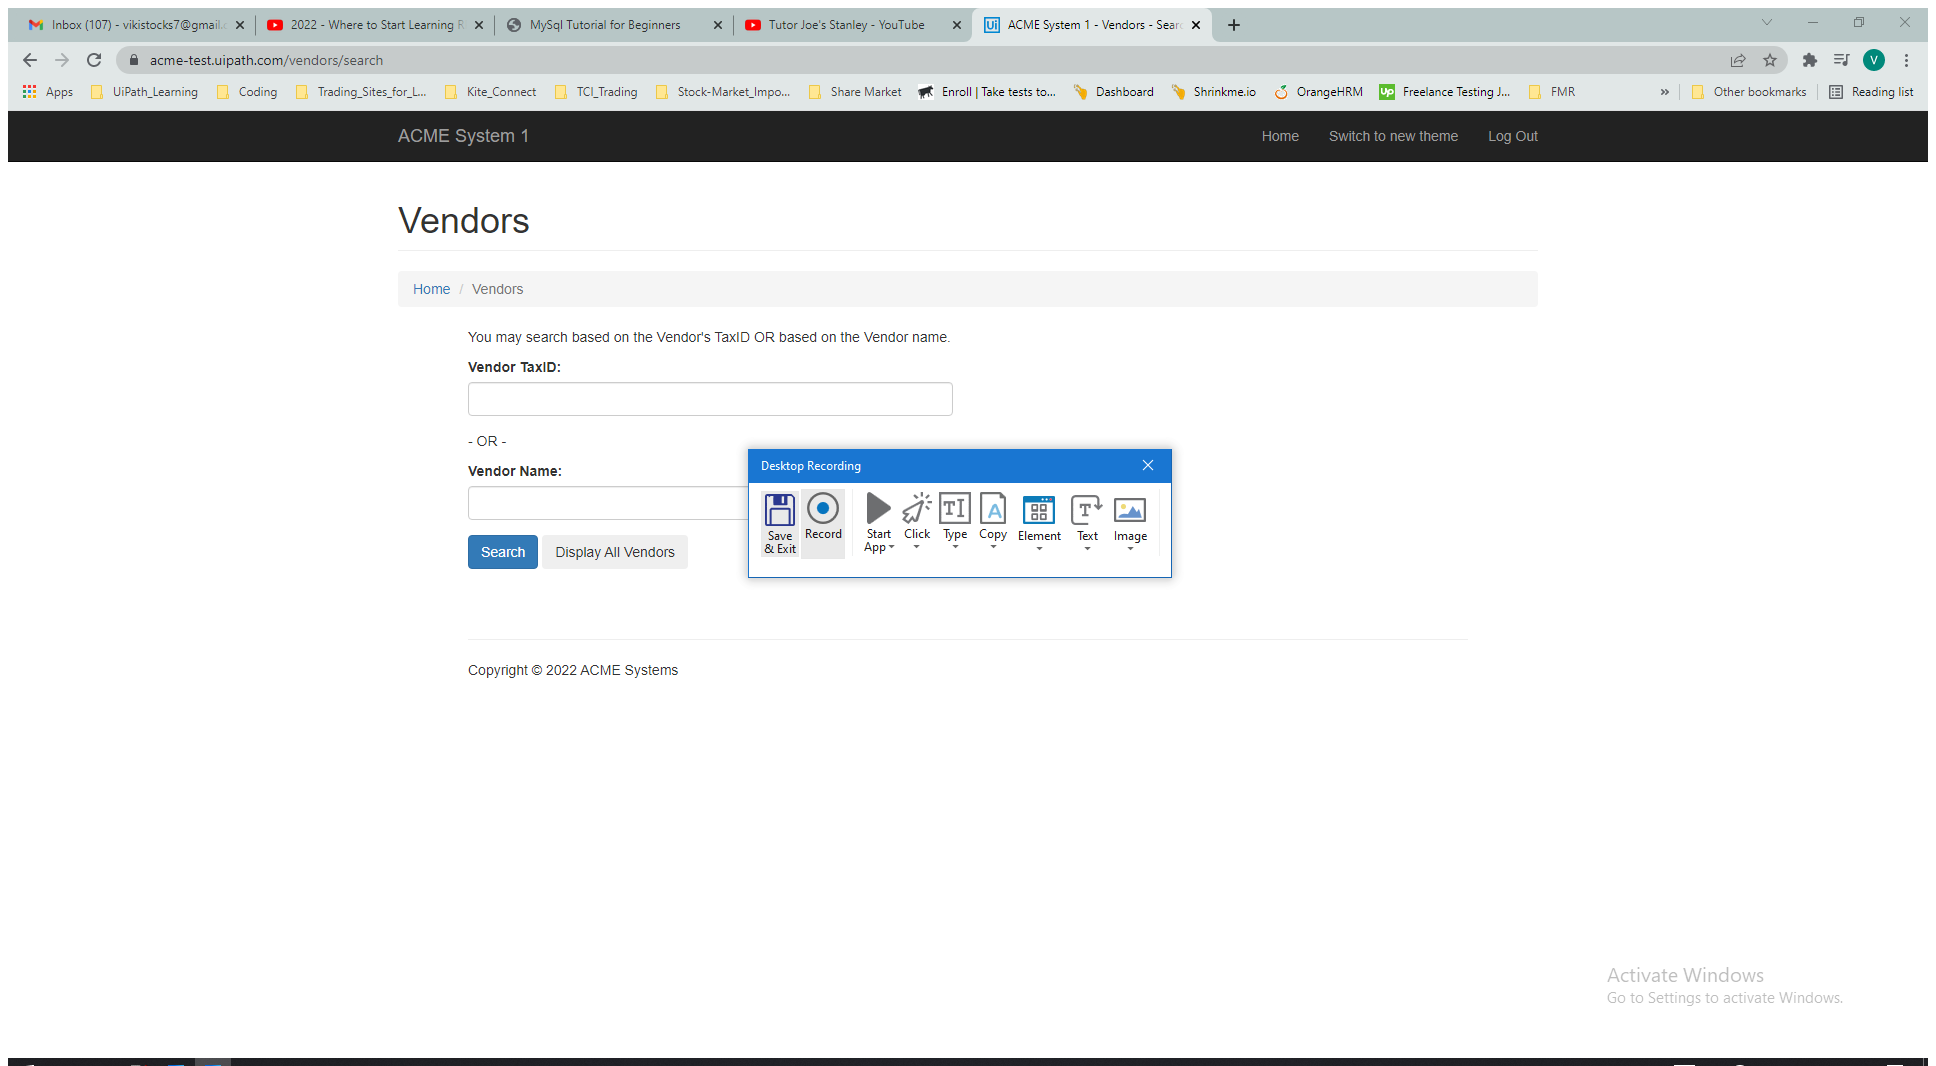 Inbox (107) - vikistocks7@gmail.c
2022 - Where to Start Learning R
MySql Tutorial for Beginners
Tutor Joe's Stanley - YouTube
Ui
ACME System 1 - Vendors - Searc
acme-test.uipath.com/vendors/search
V
Apps
UiPath_Learning
Coding
Trading_Sites_for_L...
Kite_Connect
TCI_Trading
Stock-Market_Impo...
Share Market
Enroll | Take tests to...
Dashboard
Shrinkme.io
OrangeHRM
Up
Freelance Testing J...
FMR
»
Other bookmarks
Reading list
ACME System 1
Home
Switch to new theme
Log Out
Vendors
Home / Vendors
You may search based on the Vendor's TaxID OR based on the Vendor name.
Vendor TaxID:
- OR -
Vendor Name:
Search
Display All Vendors
Desktop Recording
Save
& Exit
Record
Start
App
Click
Type
Copy
Element
Text
Image
Copyright © 2022 ACME Systems
Activate Windows
Go to Settings to activate Windows.